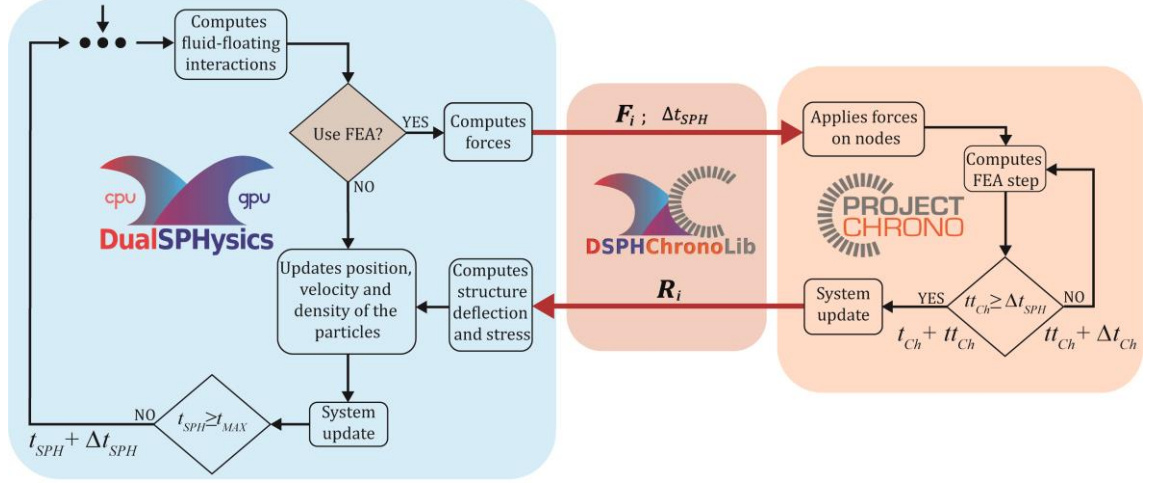 Computes
fluid-floating
interactions
Use FEA?
YES
NO
Computes
forces
F_i ; Δt_SPH
Applies forces
on nodes
Computes
FEA step
cpu
gpu
DualSPHysics
DSPHChronoLib
PROJECT
CHRONO
Updates position,
velocity and
density of the
particles
Computes
structure
deflection
and stress
R_i
System
update
YES
tt_Ch ≥ Δt_SPH
NO
t_Ch + tt_Ch
tt_Ch + Δt_Ch
System
update
t_SPH ≥ t_MAX
NO
t_SPH + Δt_SPH